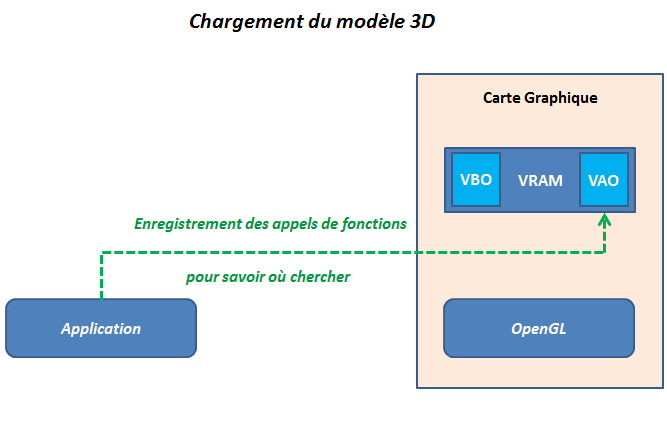 Chargement du modèle 3D
Carte Graphique
VBO
VRAM
VAO
Enregistrement des appels de fonctions
pour savoir où chercher
Application
OpenGL